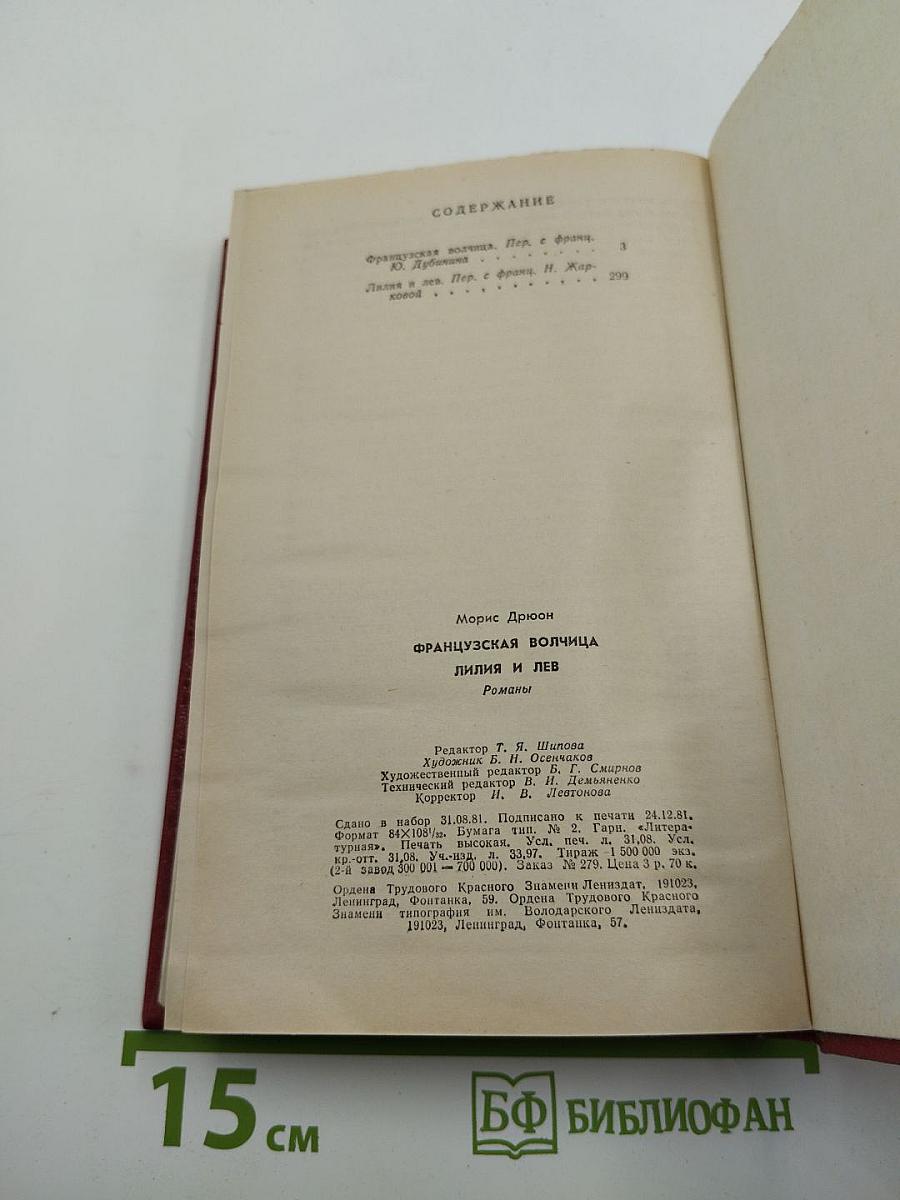 СОДЕРЖАНИЕ
Французская волчица. Пер. с франц.
Ю. Дубинина . . . . . . . . 3
Лилия и лев. Пер. с франц. Н. Жар-
ковой . . . . . . . . . . . 299
Морис Дрюон
ФРАНЦУЗСКАЯ ВОЛЧИЦА
ЛИЛИЯ И ЛЕВ
Романы
Редактор Т. Я. Шипова
Художник Б. Н. Осенчаков
Художественный редактор Б. Г. Смирнов
Технический редактор В. И. Демьяненко
Корректор И. В. Левтонова
Сдано в набор 31.08.81. Подписано к печати 24.12.81.
Формат 84×108¹/₃₂. Бумага тип. № 2. Гарн. «Литера-
турная». Печать высокая. Усл. печ. л. 31,08. Усл.
кр.-отт. 31,08. Уч.-изд. л. 33,97. Тираж 1 500 000 экз.
(2-й завод 300 001 — 700 000). Заказ № 279. Цена 3 р. 70 к.
Ордена Трудового Красного Знамени Лениздат, 191023,
Ленинград, Фонтанка, 59. Ордена Трудового Красного
Знамени типография им. Володарского Лениздата,
191023, Ленинград, Фонтанка, 57.
15 см
БФ БИБЛИОФАН